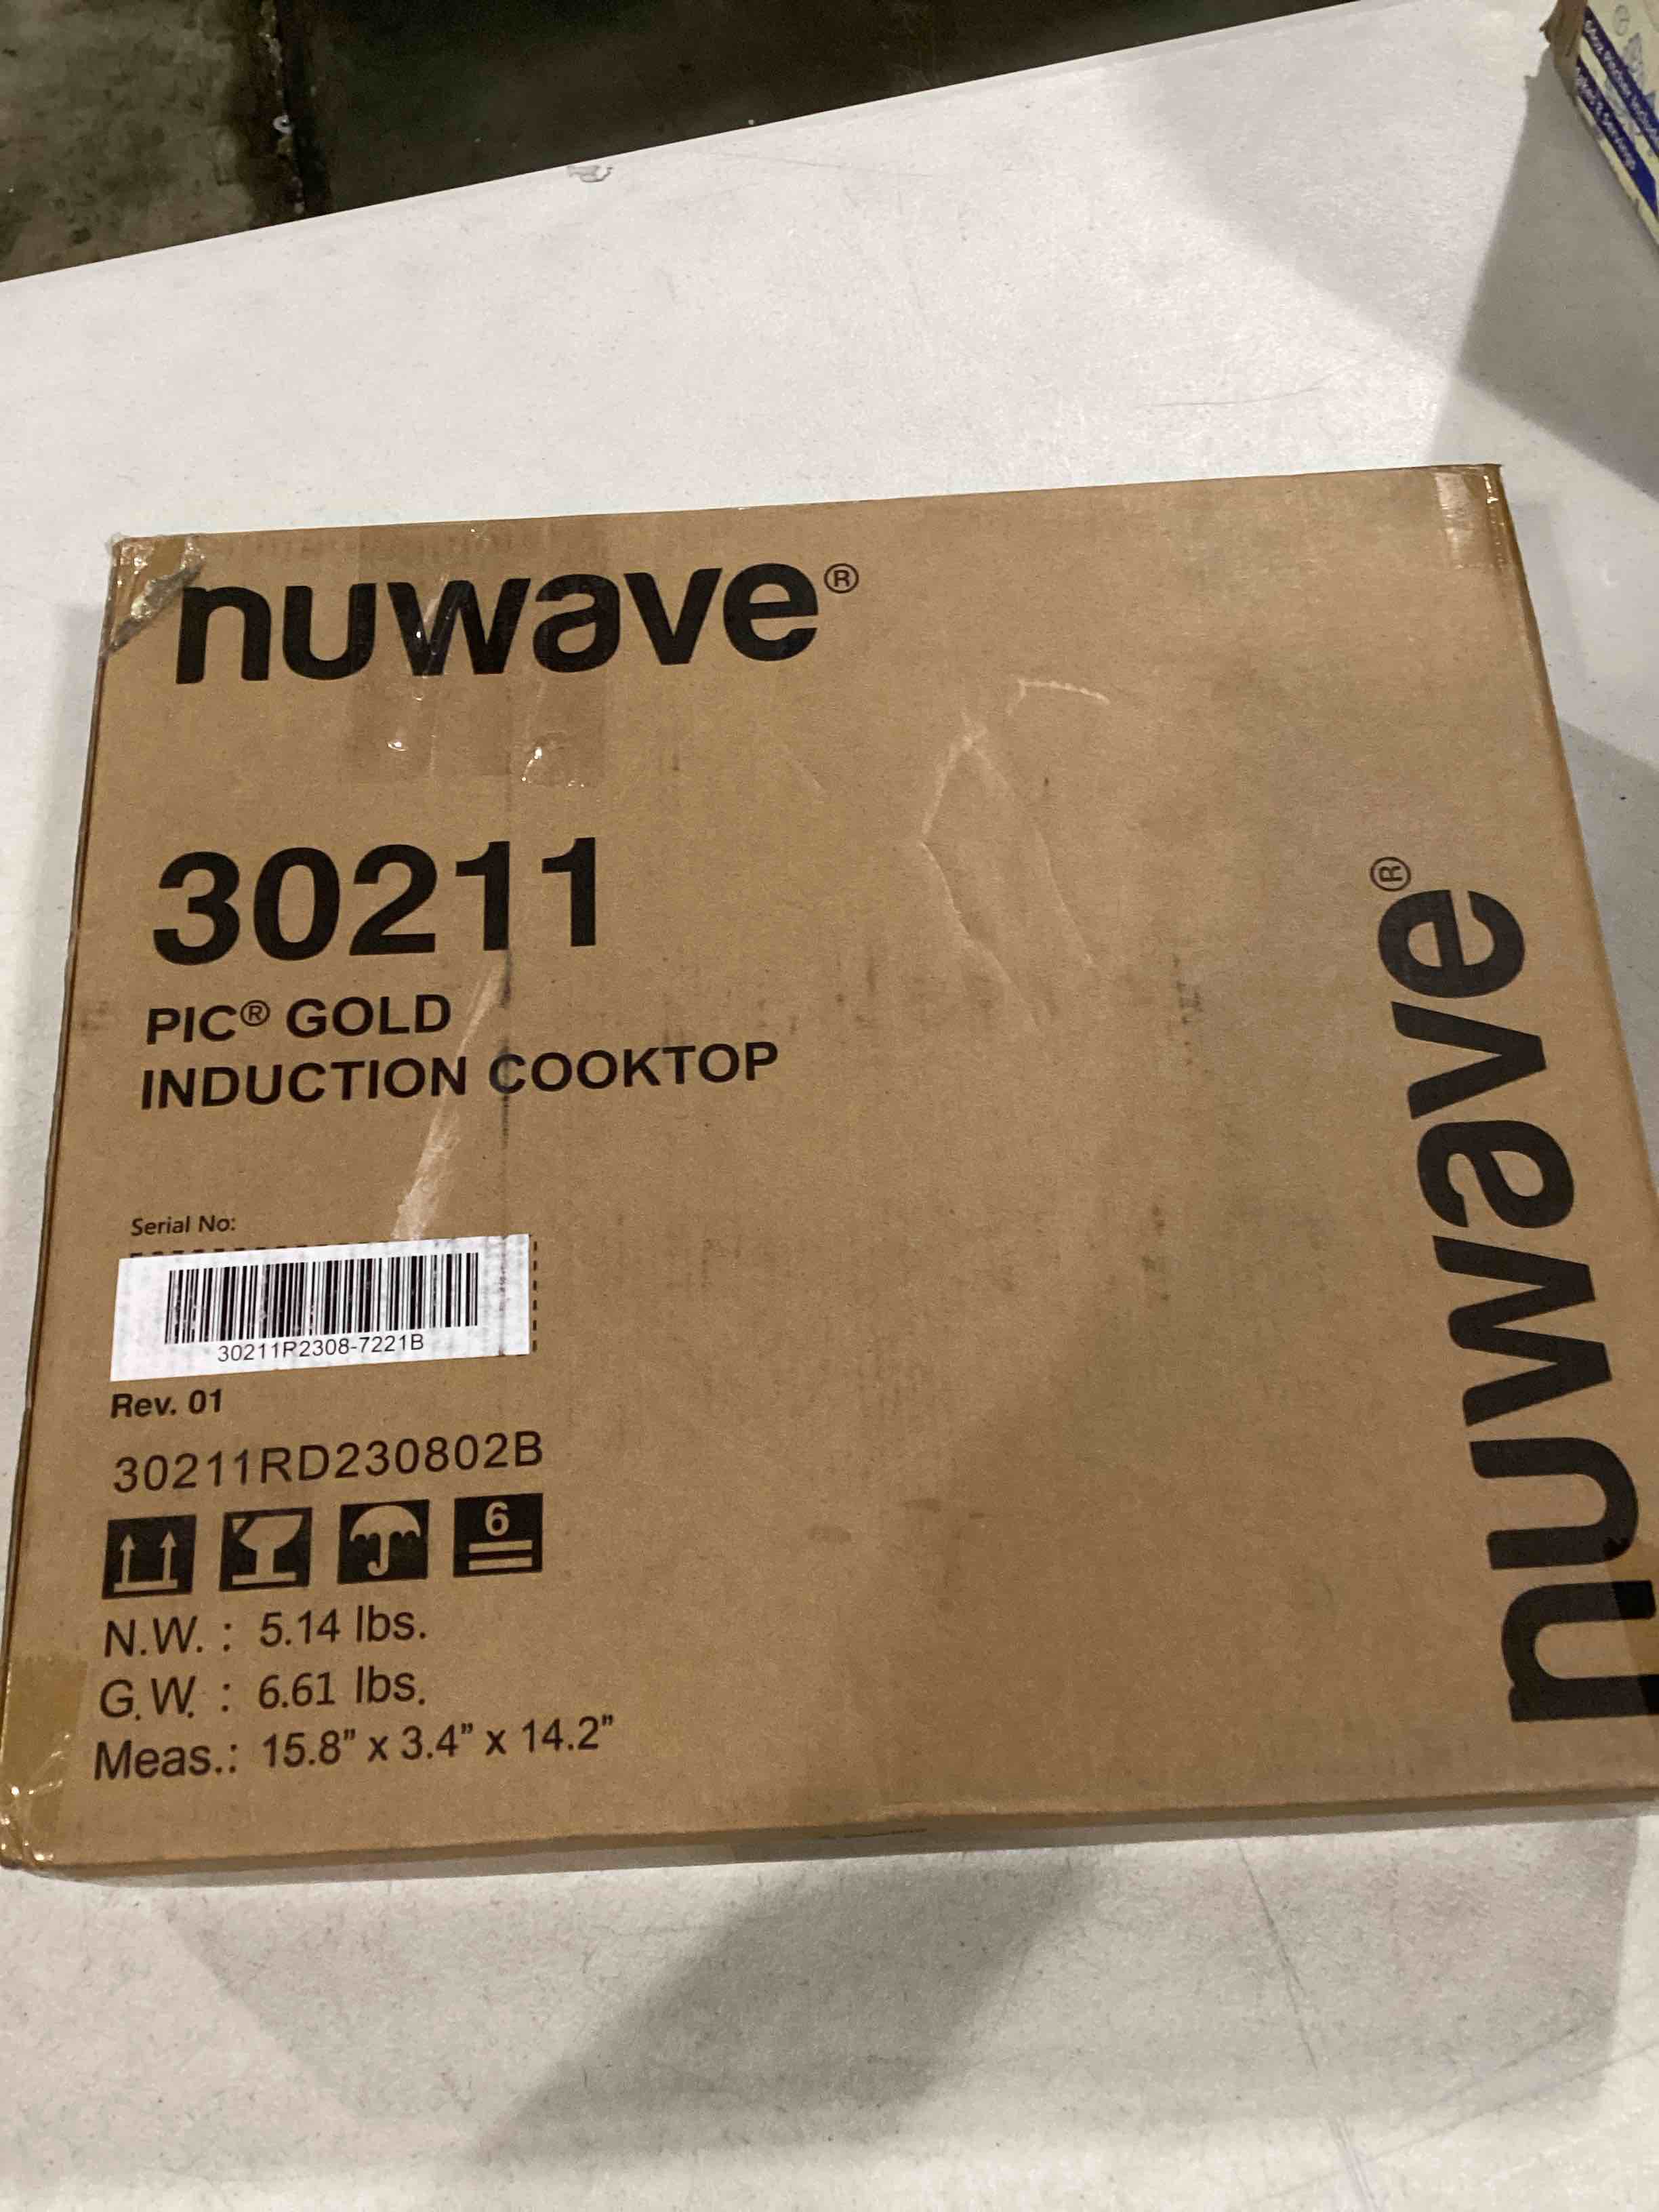 nuwave®
30211
PIC® GOLD
INDUCTION COOKTOP
Serial No:
30211P2308-7221B
Rev. 01
30211RD230802B
6
N.W. : 5.14 lbs.
G.W. : 6.61 lbs.
Meas.: 15.8” x 3.4” x 14.2”
nuwave®